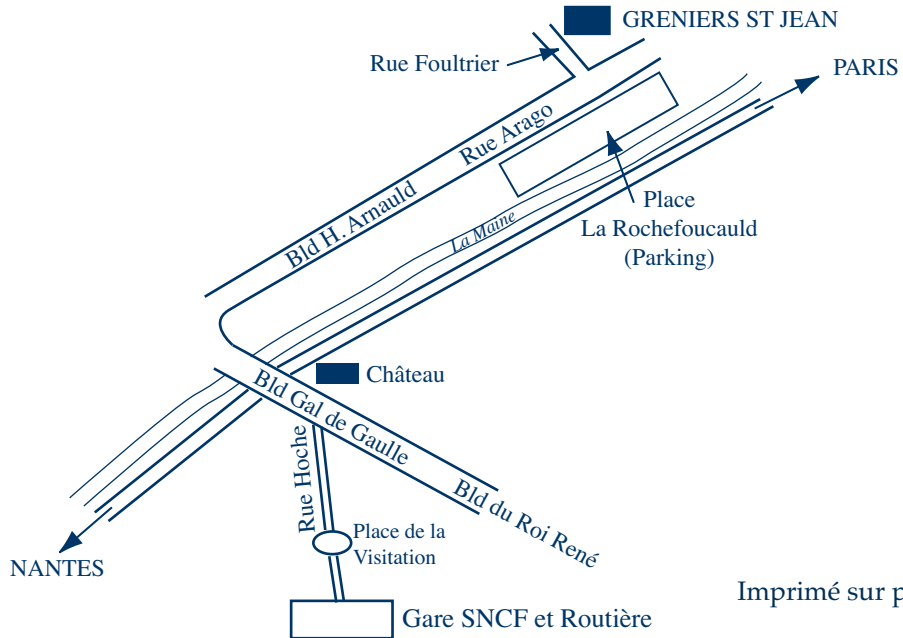 GRENIERS ST JEAN
Rue Foultrier
PARIS
Rue Arago
Place
La Rochefoucauld
(Parking)
Bld H. Arnauld
La Maine
Château
Bld Gal de Gaulle
Rue Hoche
Bld du Roi René
Place de la
Visitation
NANTES
Imprimé sur p
Gare SNCF et Routière